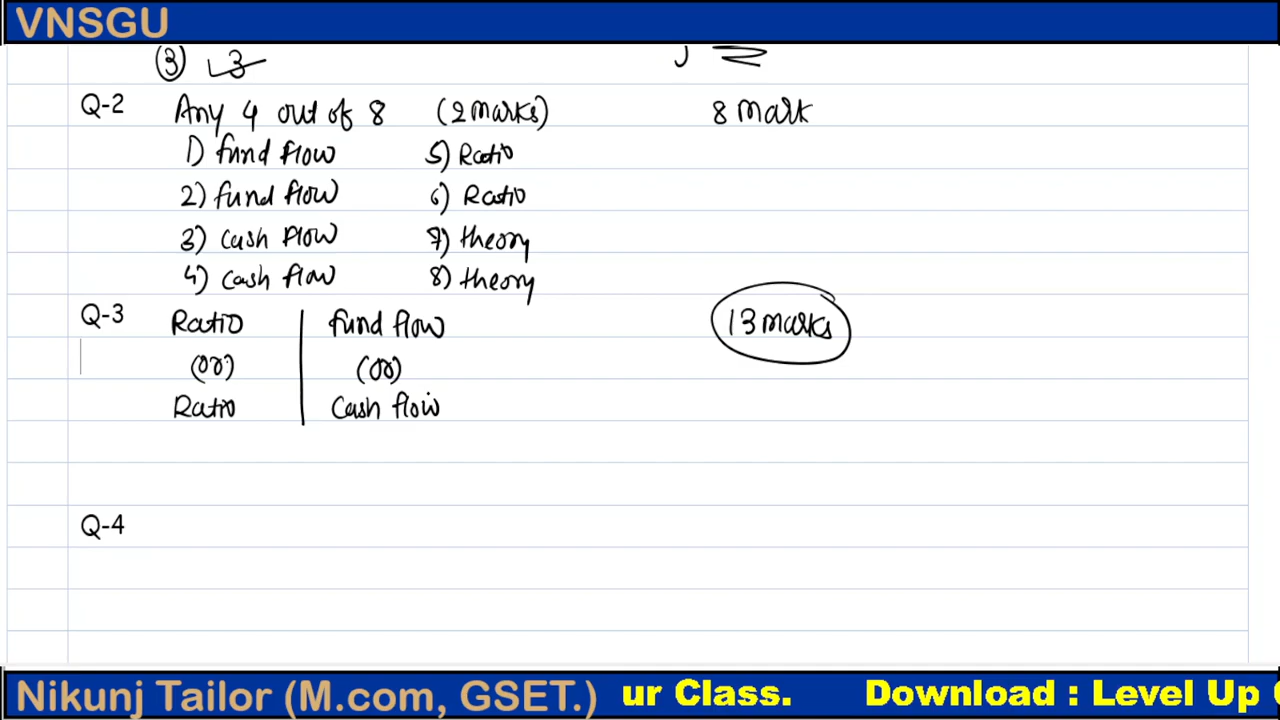 VNSGU
③ 3
Q-2 Any 4 out of 8 (2 marks) 8 mark
1) fund flow 5) Ratio
2) fund flow 6) Ratio
3) cash flow 7) theory
4) cash flow 8) theory
Q-3 Ratio fund flow 13 marks
(or) (or)
Ratio Cash flow
Q-4
Nikunj Tailor (M.com, GSET.) ur Class. Download : Level Up